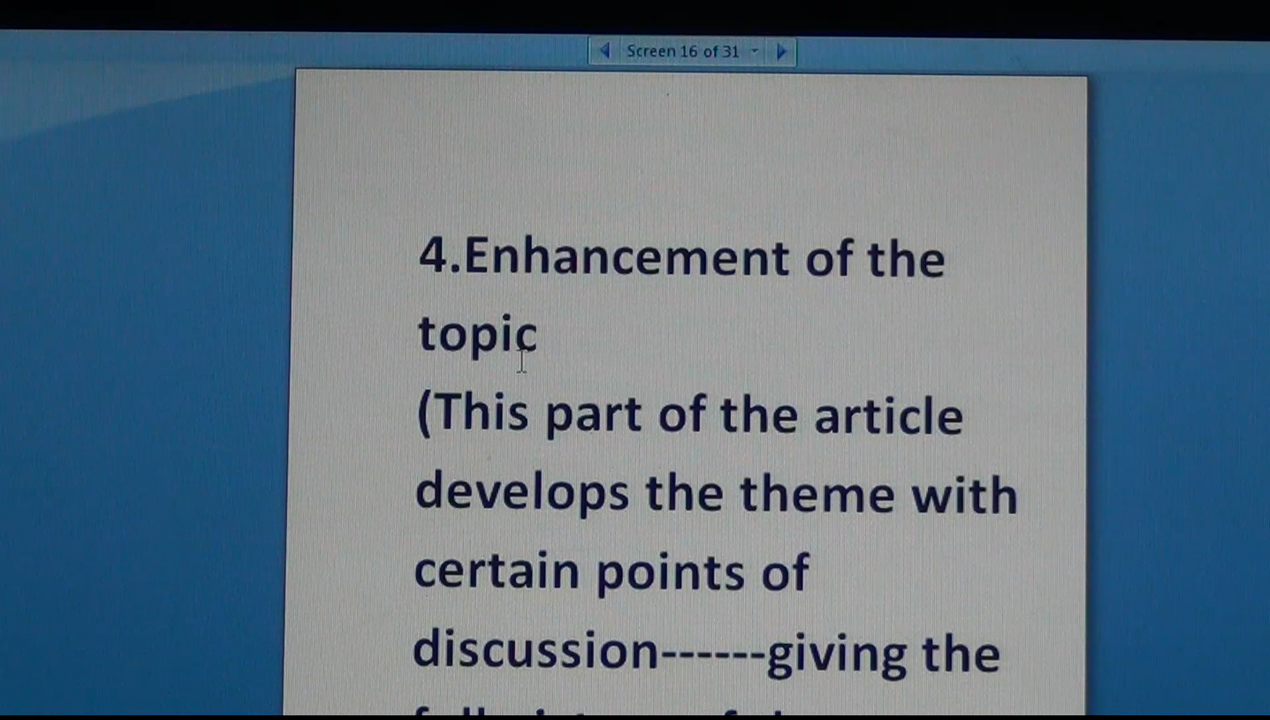 Screen 16 of 31
4.Enhancement of the
topic
(This part of the article
develops the theme with
certain points of
discussion------giving the